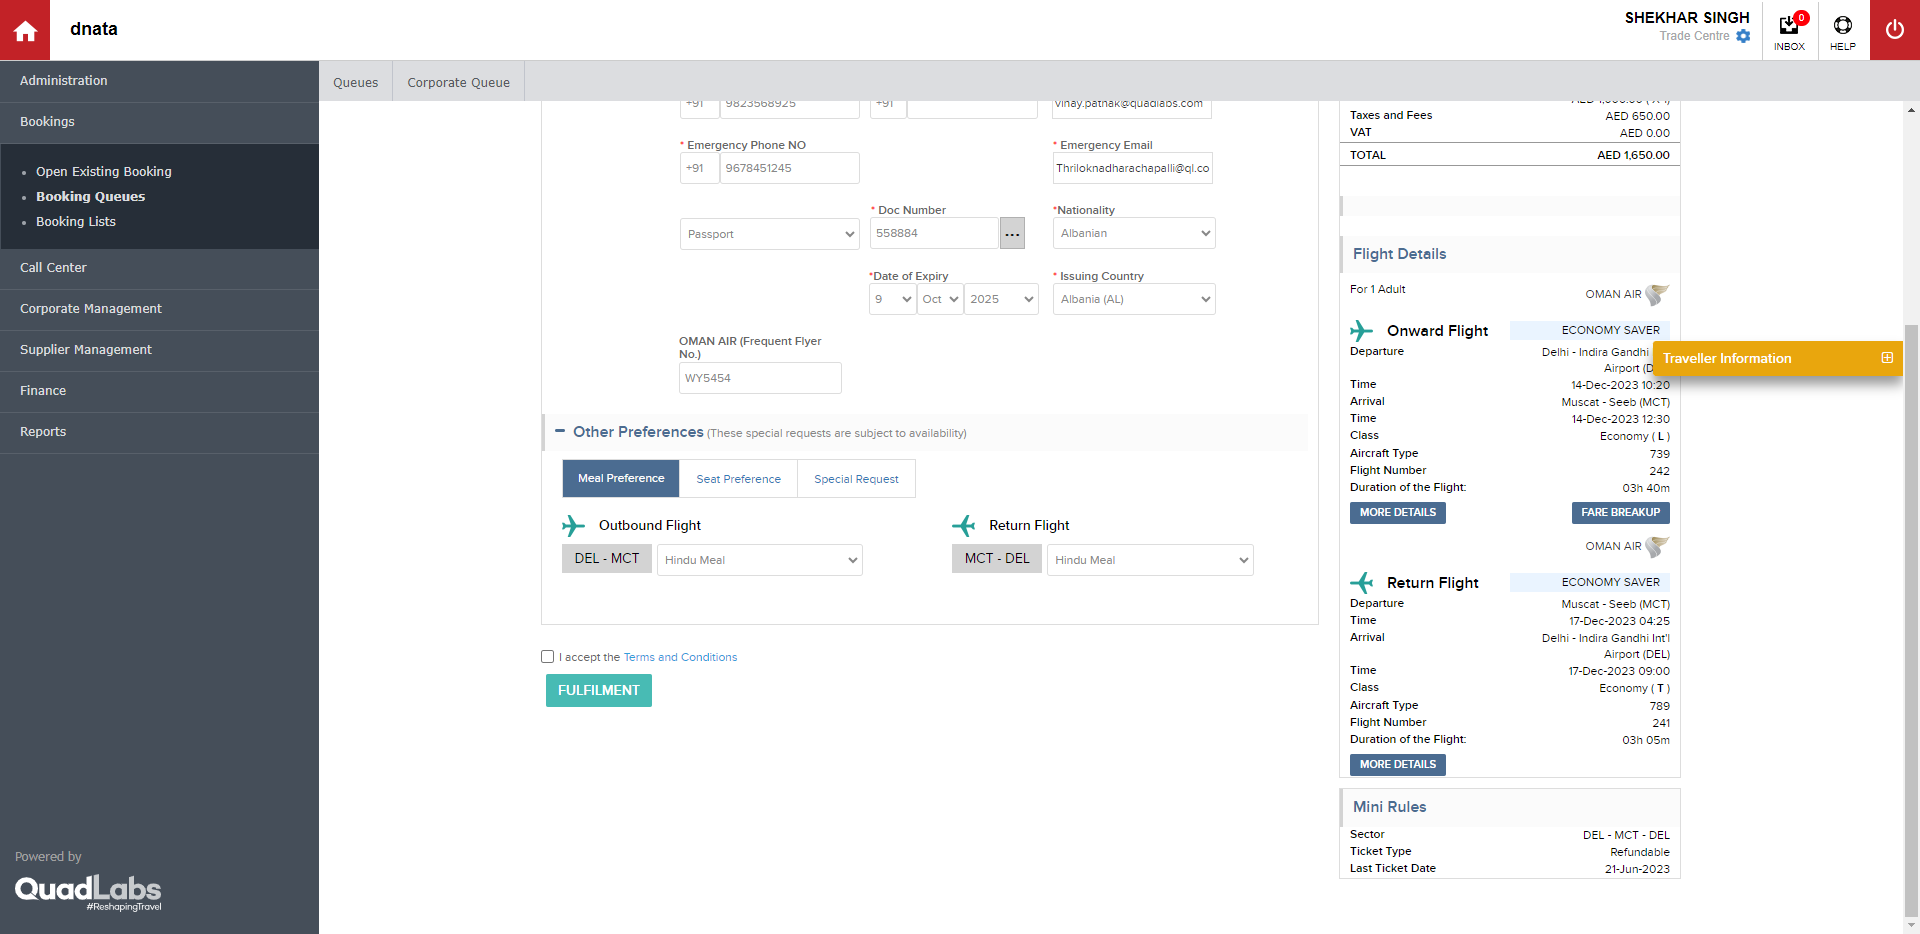 dnata
SHEKHAR SINGH
Trade Centre
0
INBOX
HELP
Administration
Bookings
Open Existing Booking
Booking Queues
Booking Lists
Call Center
Corporate Management
Supplier Management
Finance
Reports
Powered by
QuadLabs
#ReshapingTravel
Queues
Corporate Queue
+91 9823568925 +91 vinay.pathak@quadlabs.com
* Emergency Phone NO
* Emergency Email
+91 9678451245
Thriloknadharachapalli@ql.co
* Doc Number
*Nationality
Passport
558884 ...
Albanian
*Date of Expiry
* Issuing Country
9 Oct 2025
Albania (AL)
OMAN AIR (Frequent Flyer
No.)
WY5454
Other Preferences (These special requests are subject to availability)
Meal Preference
Seat Preference
Special Request
Outbound Flight
Return Flight
DEL - MCT Hindu Meal
MCT - DEL Hindu Meal
I accept the Terms and Conditions
FULFILMENT
Taxes and Fees AED 650.00
VAT AED 0.00
TOTAL AED 1,650.00
Flight Details
For 1 Adult
OMAN AIR
Onward Flight ECONOMY SAVER
Traveller Information
Departure Delhi - Indira Gandhi
Airport
Time 14-Dec-2023 10:20
Arrival Muscat - Seeb (MCT)
Time 14-Dec-2023 12:30
Class Economy ( L )
Aircraft Type 739
Flight Number 242
Duration of the Flight: 03h 40m
MORE DETAILS
FARE BREAKUP
OMAN AIR
Return Flight ECONOMY SAVER
Departure Muscat - Seeb (MCT)
Time 17-Dec-2023 04:25
Arrival Delhi - Indira Gandhi Int'l
Airport (DEL)
Time 17-Dec-2023 09:00
Class Economy ( T )
Aircraft Type 789
Flight Number 241
Duration of the Flight: 03h 05m
MORE DETAILS
Mini Rules
Sector DEL - MCT - DEL
Ticket Type Refundable
Last Ticket Date 21-Jun-2023